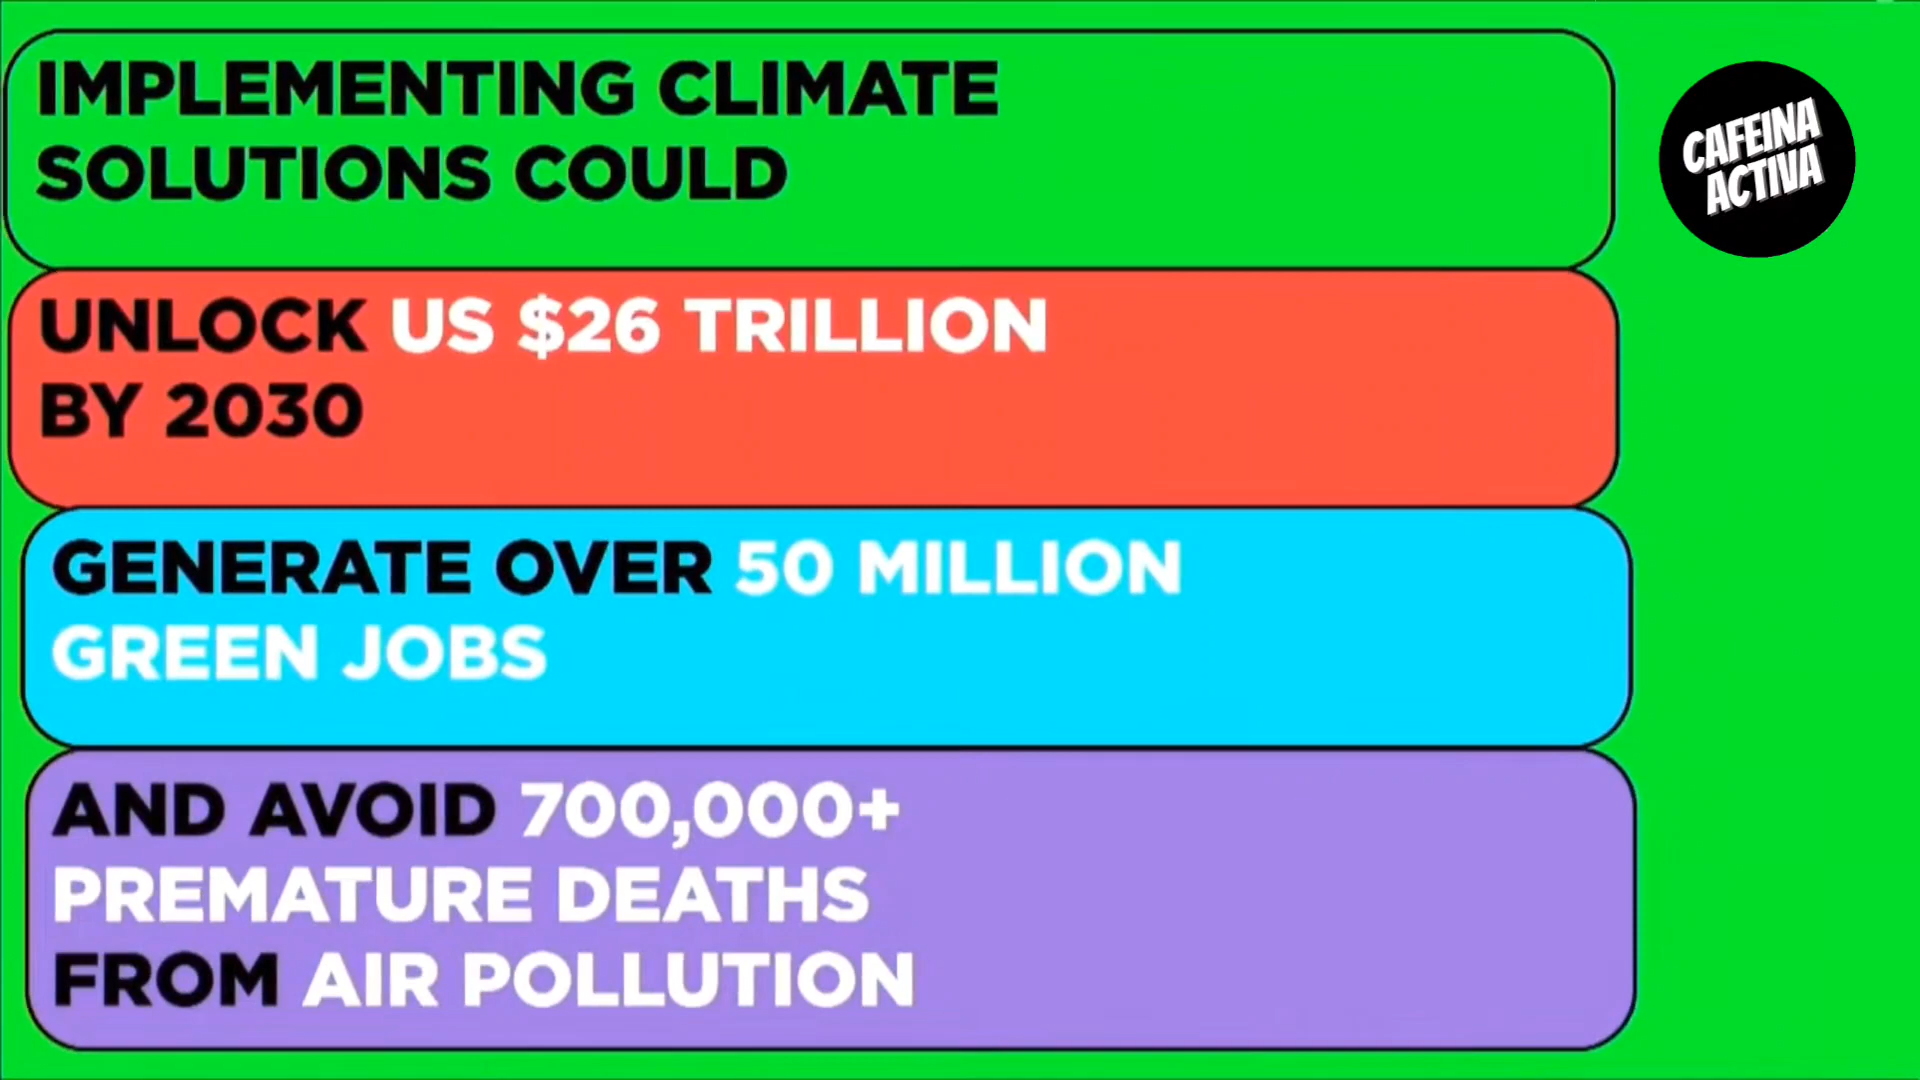 IMPLEMENTING CLIMATE
SOLUTIONS COULD
CAFEINA
ACTIVA
UNLOCK US $26 TRILLION
BY 2030
GENERATE OVER 50 MILLION
GREEN JOBS
AND AVOID 700,000+
PREMATURE DEATHS
FROM AIR POLLUTION